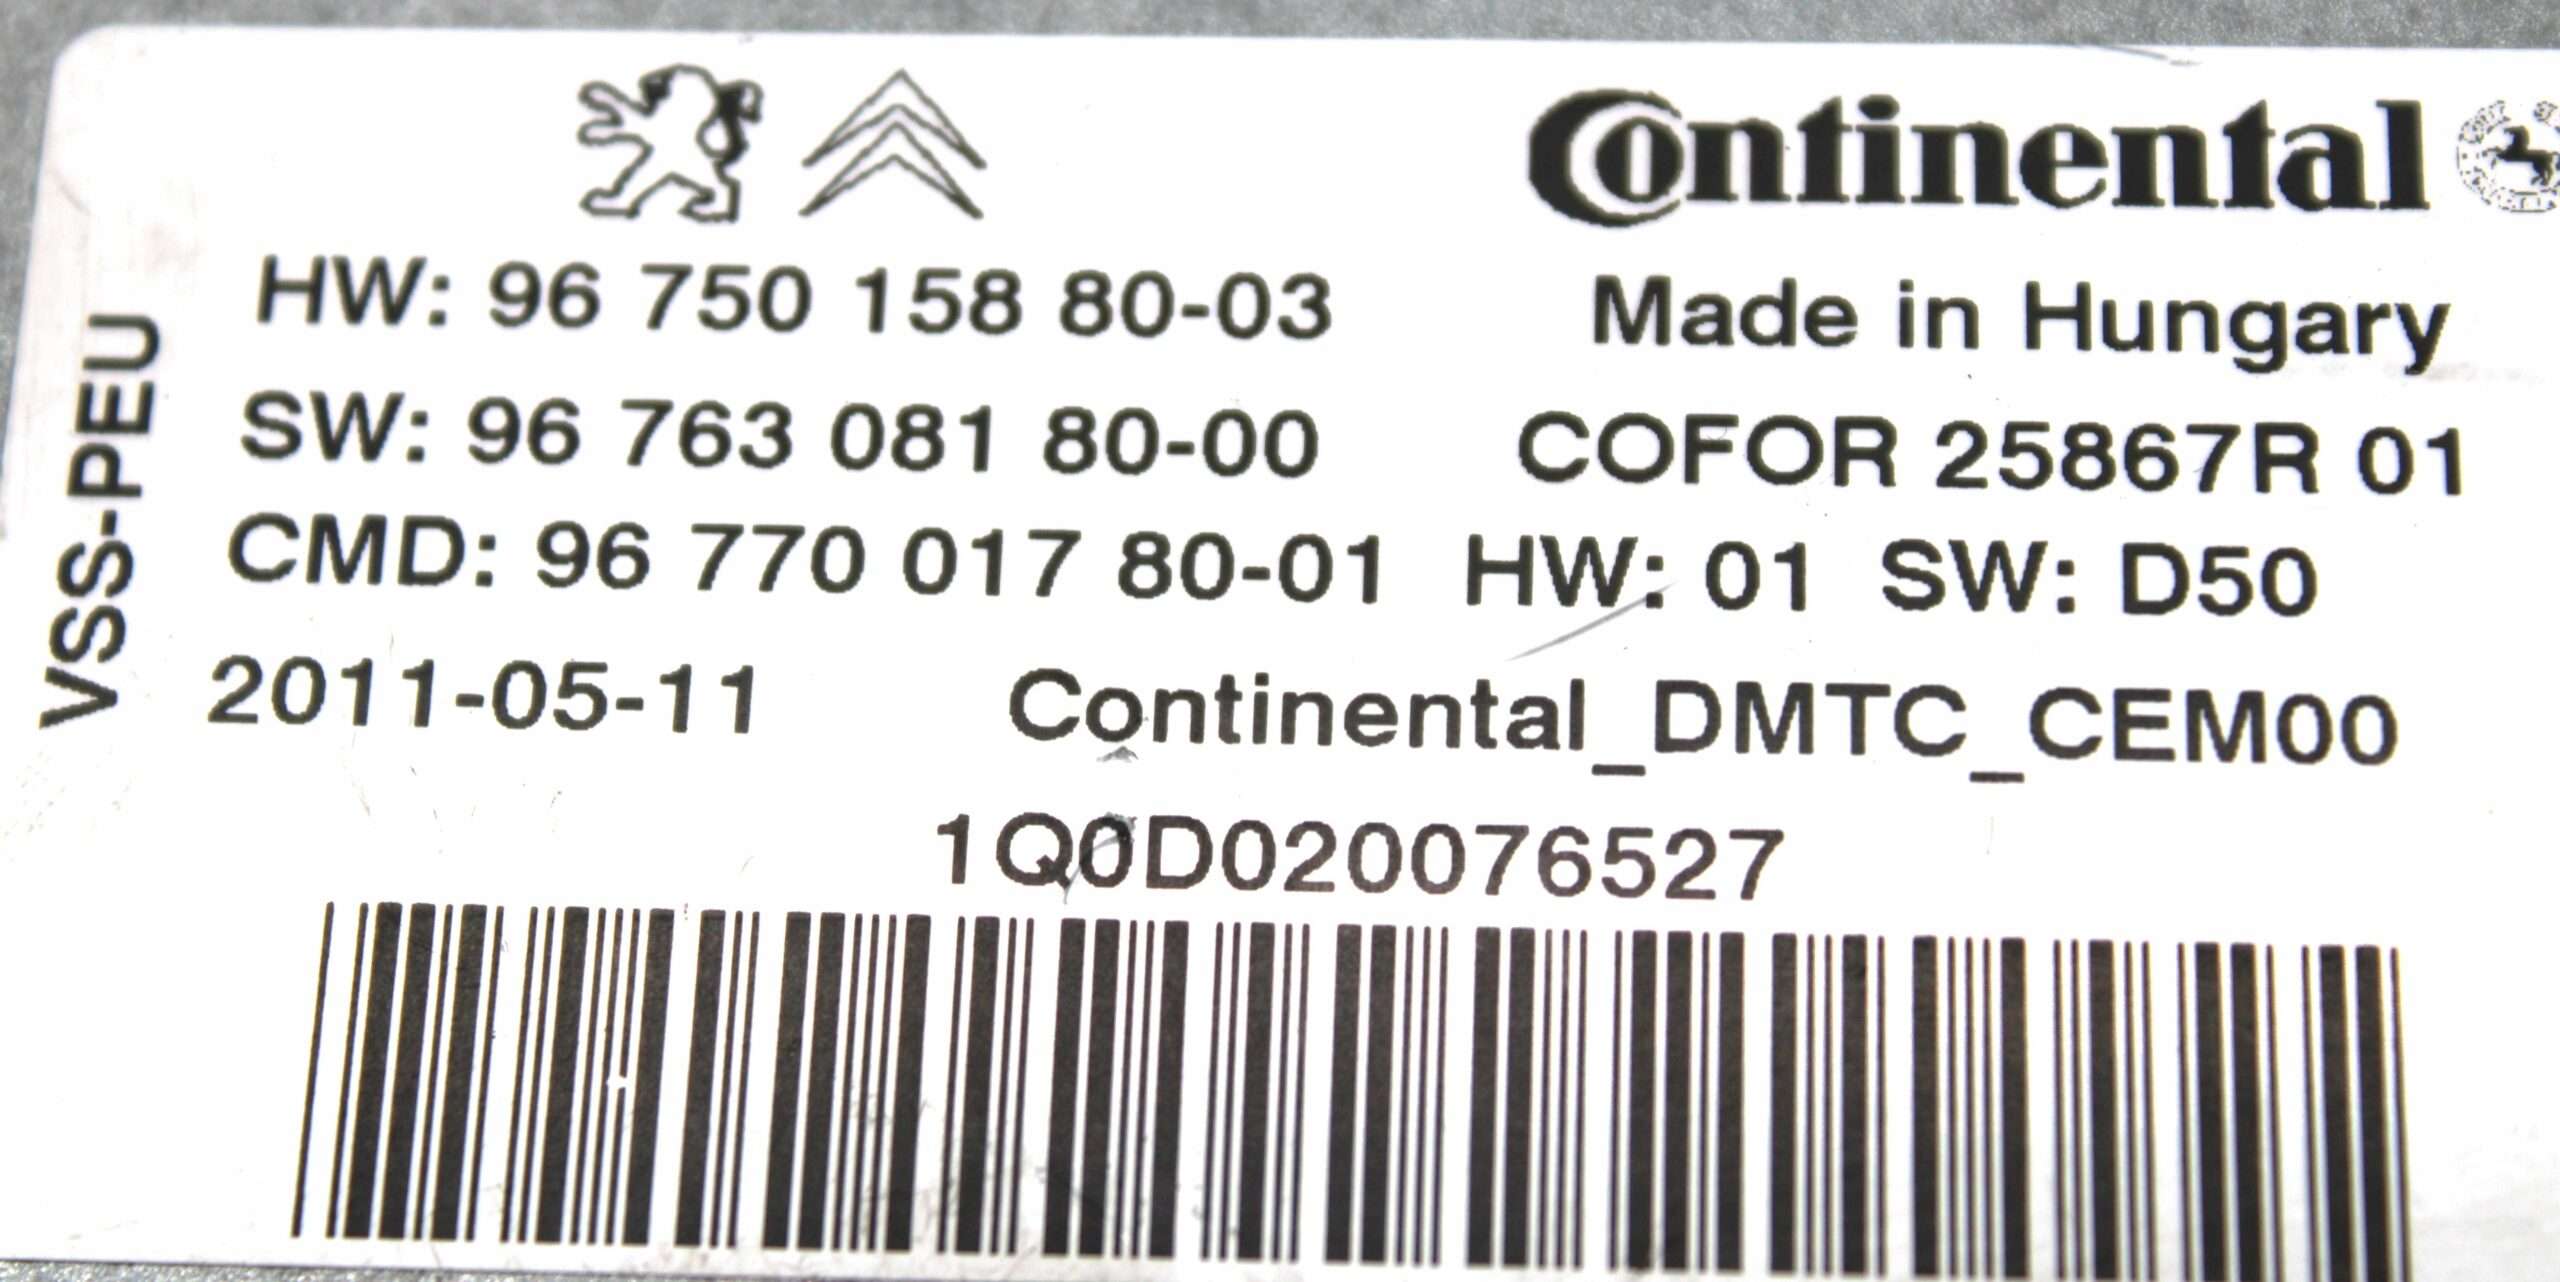 Continental
HW: 96 750 158 80-03
Made in Hungary
SW: 96 763 081 80-00
COFOR 25867R 01
CMD: 96 770 017 80-01 HW: 01 SW: D50
2011-05-11
Continental_DMTC_CEM00
1Q0D020076527
VSS-PEU